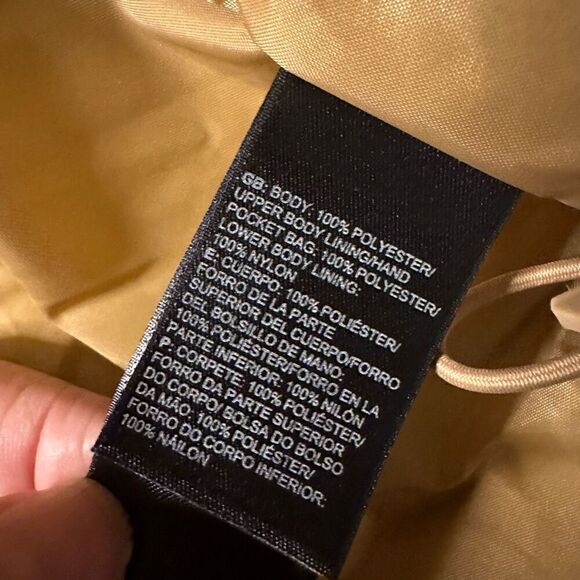 GB: BODY: 100% POLYESTER/
UPPER BODY LINING/HAND
POCKET BAG: 100% POLYESTER/
LOWER BODY LINING:
100% NYLON
E: CUERPO: 100% POLIÉSTER/
FORRO DE LA PARTE
SUPERIOR DEL CUERPO/FORRO
DEL BOLSILLO DE MANO:
100% POLIÉSTER/FORRO EN LA
PARTE INFERIOR: 100% NILÓN
P: CORPETE: 100% POLIÉSTER/
FORRO DA PARTE SUPERIOR
DO CORPO/ BOLSA DO BOLSO
DA MÃO: 100% POLIÉSTER/
FORRO DO CORPO INFERIOR:
100% NÁILON